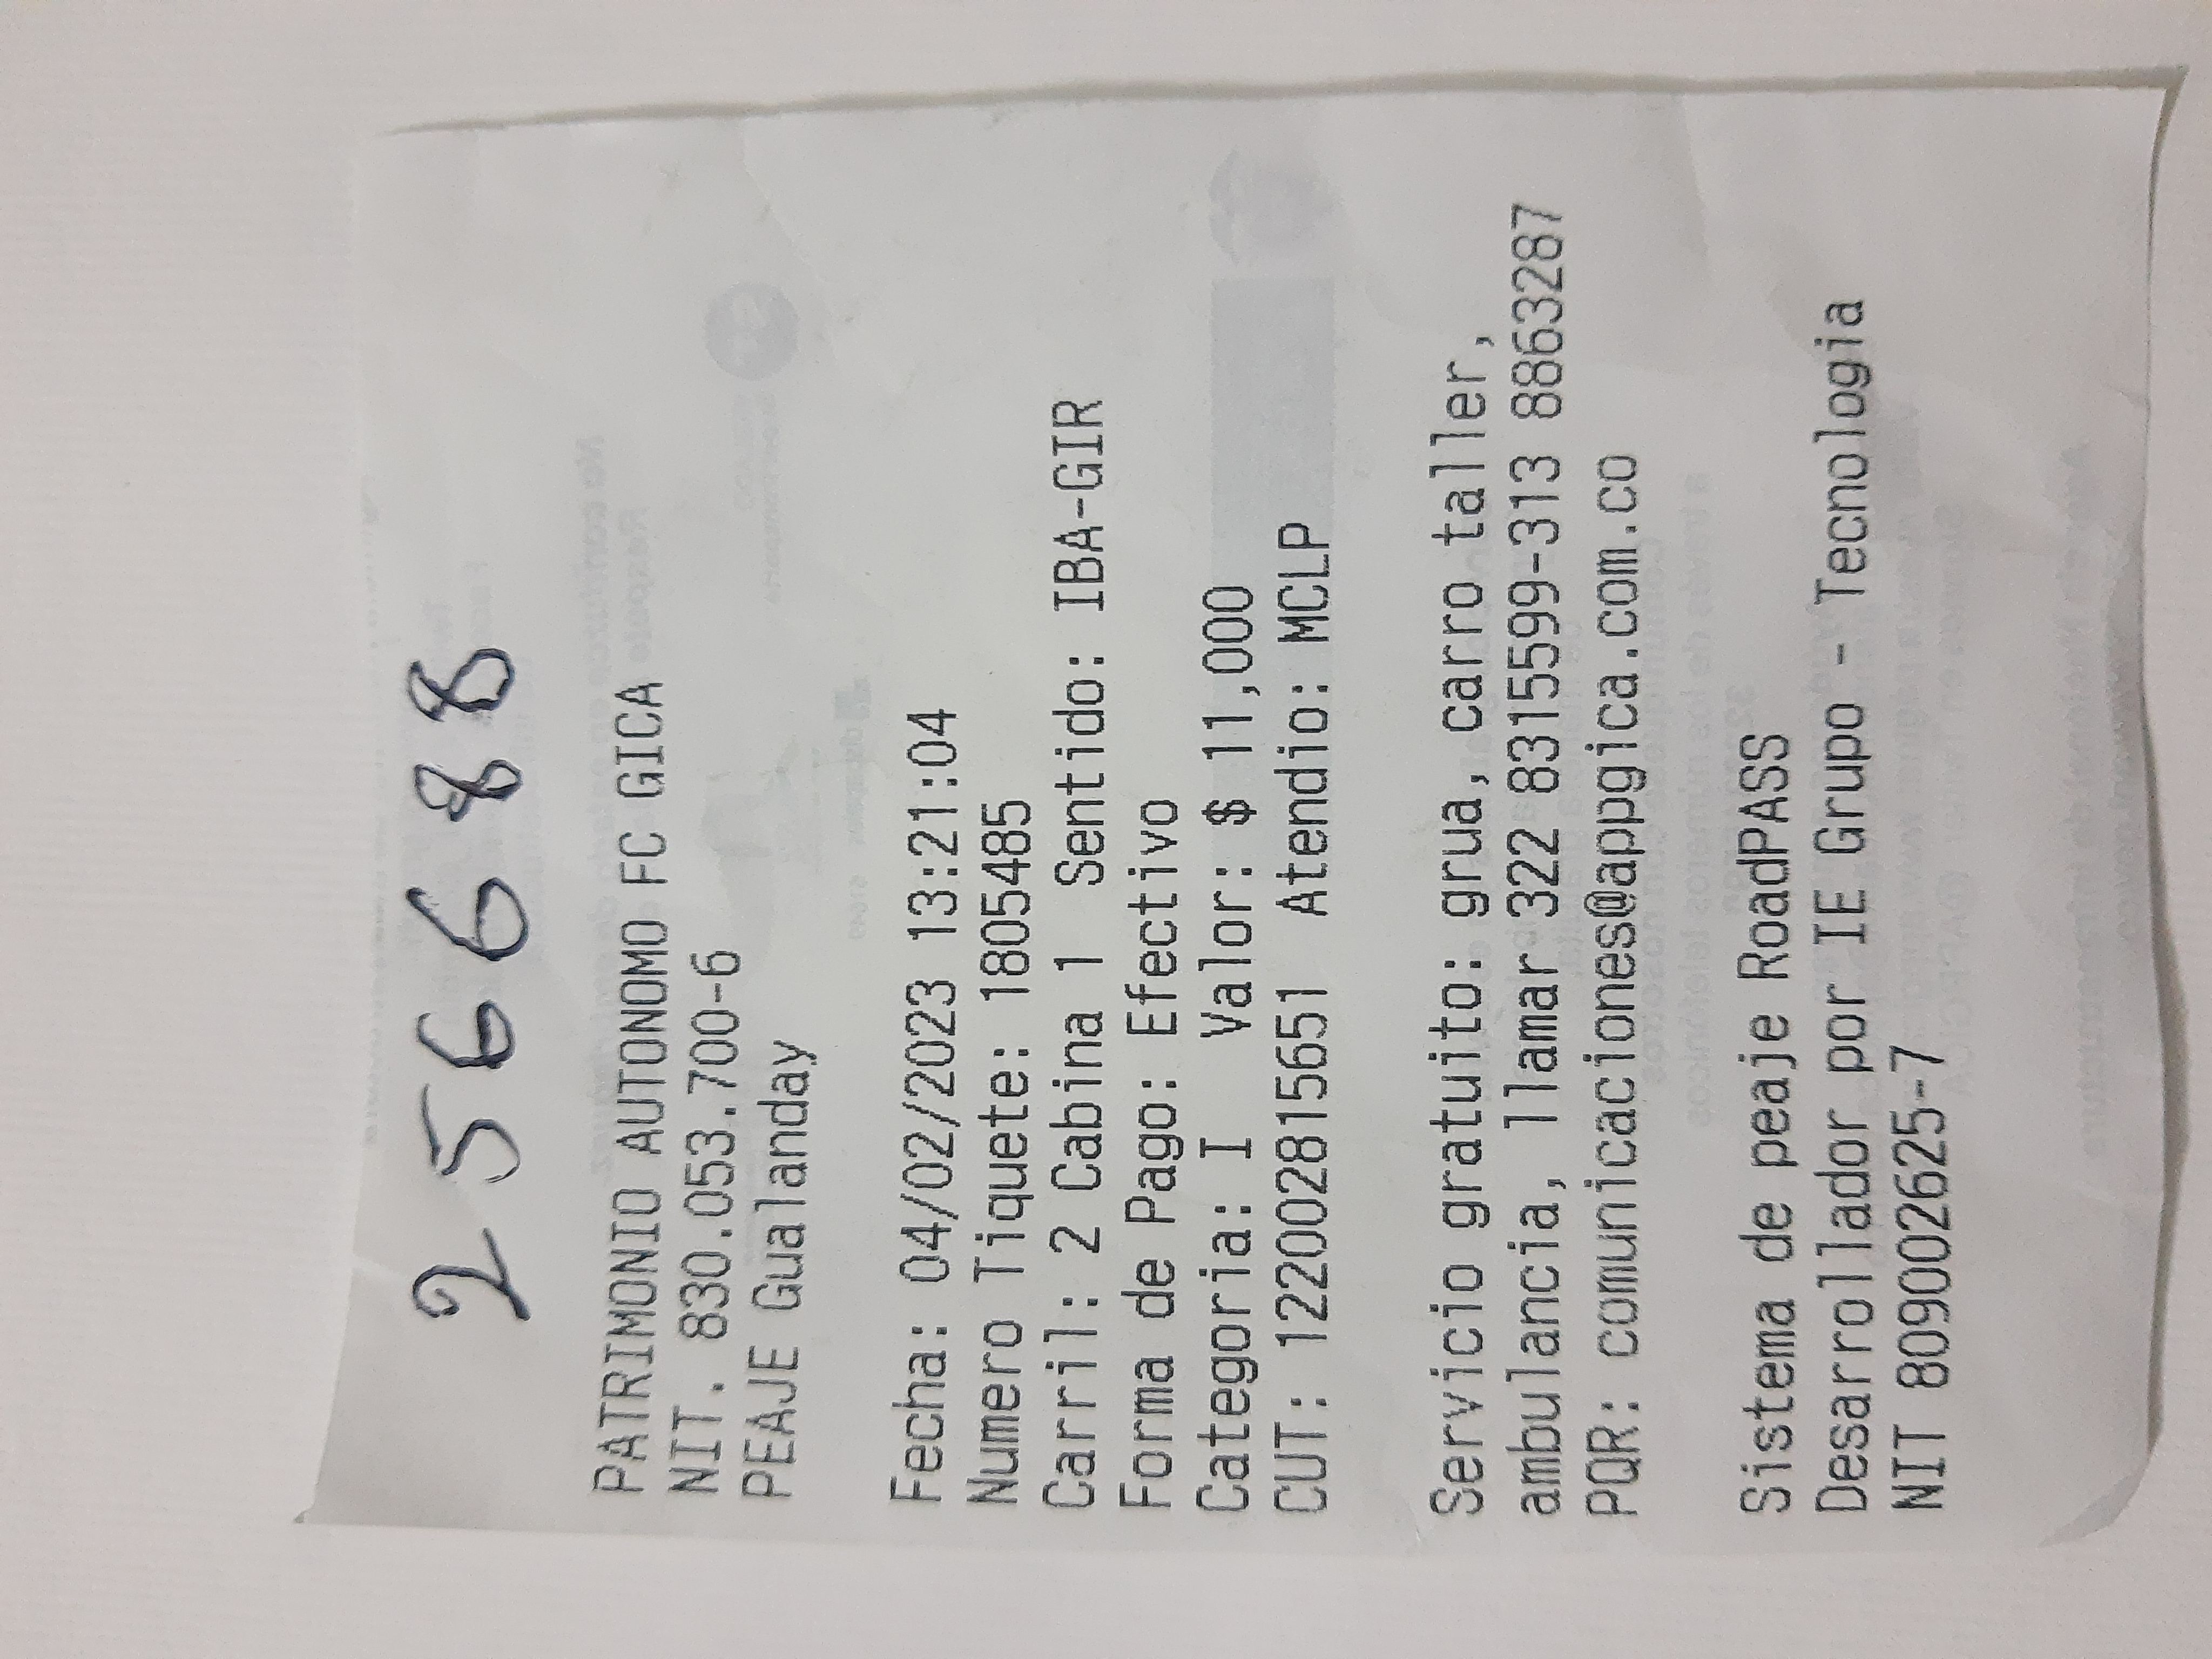 256688
PATRIMONIO AUTONOMO FC GICA
NIT. 830.053.700-6
PEAJE Gualanday
Fecha: 04/02/2023 13:21:04
Numero Tiquete: 1805485
Carril: 2 Cabina 1 Sentido: IBA-GIR
Forma de Pago: Efectivo
Categoria: I Valor: $ 11,000
CUT: 12200281565​1 Atendio: MCLP
Servicio gratuito: grua, carro taller,
ambulancia, llamar 322 8315599-313 8863287
PQR: comunicaciones@appgica.com.co
Sistema de peaje RoadPASS
Desarrollador por IE Grupo - Tecnologia
NIT 809002625-7